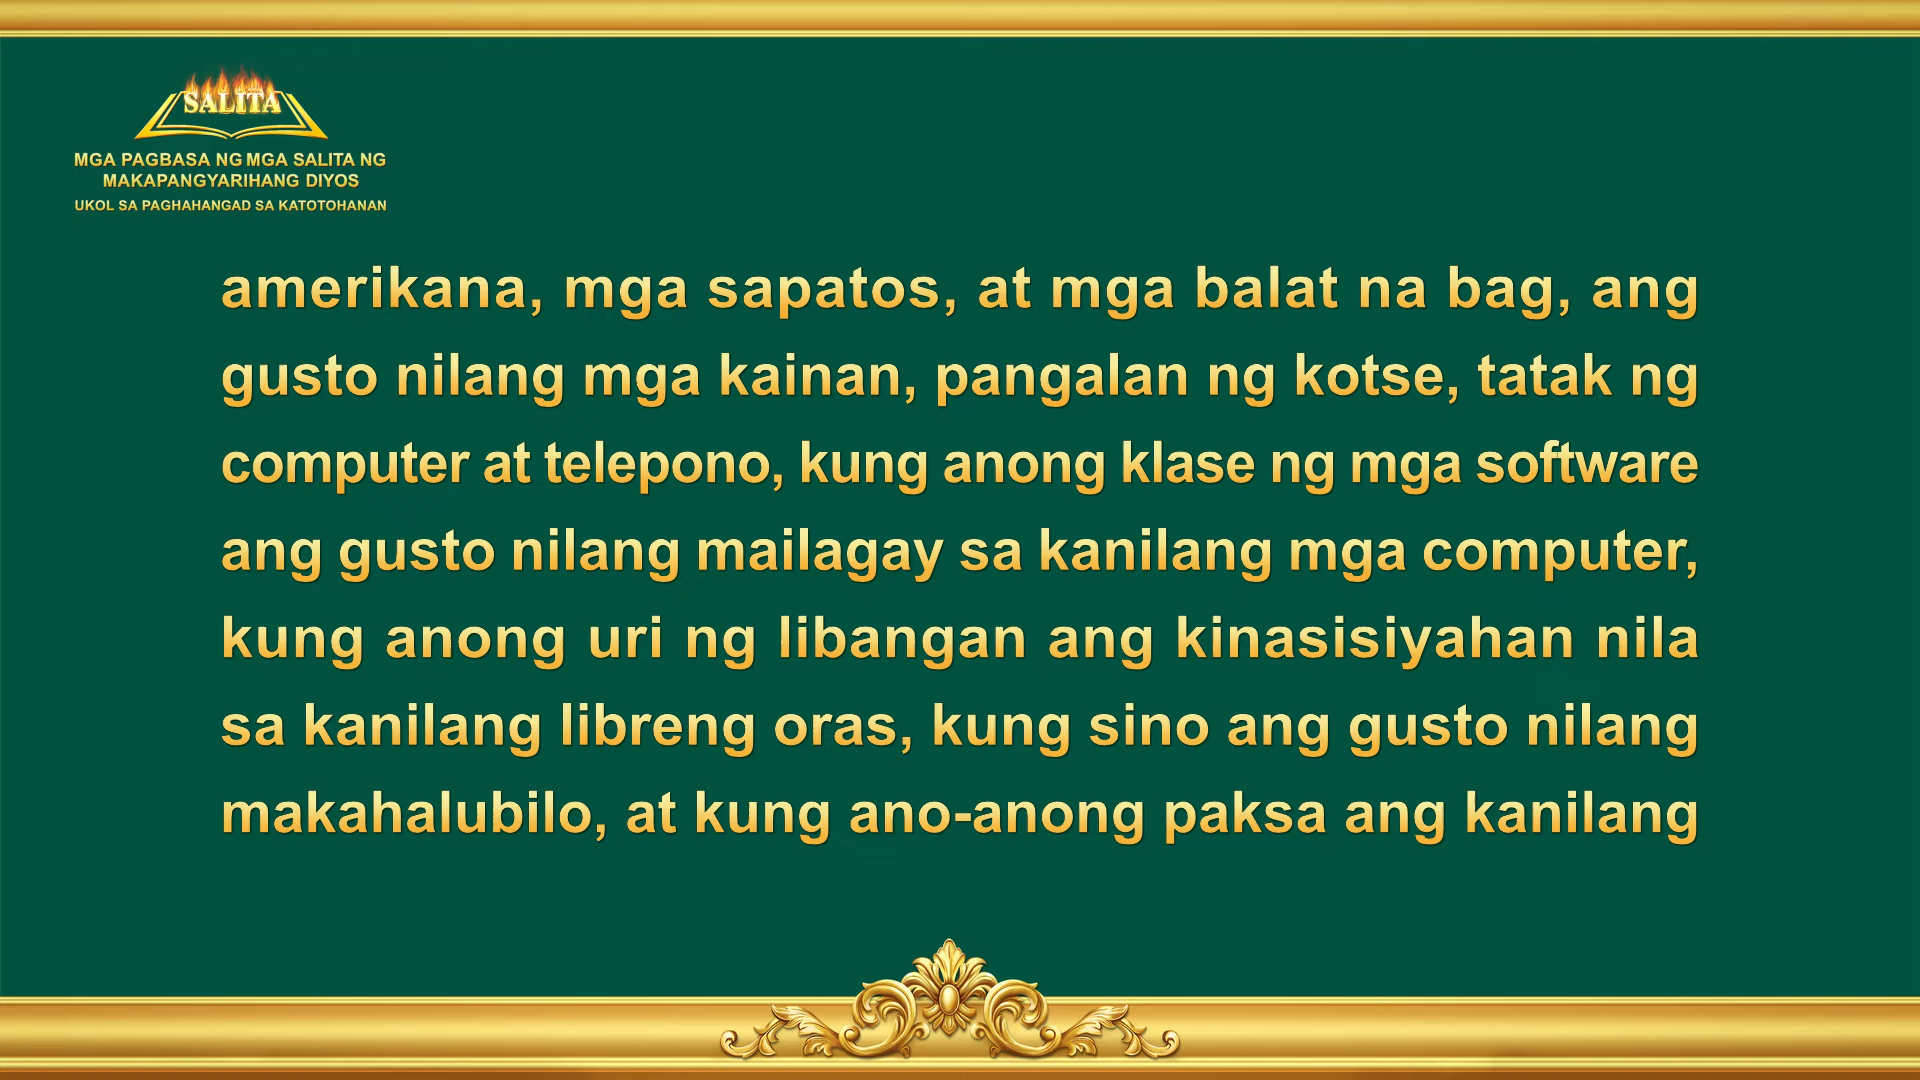 SALITA
MGA PAGBASA NG MGA SALITA NG
MAKAPANGYARIHANG DIYOS
UKOL SA PAGHAHANGAD SA KATOTOHANAN
amerikana, mga sapatos, at mga balat na bag, ang
gusto nilang mga kainan, pangalan ng kotse, tatak ng
computer at telepono, kung anong klase ng mga software
ang gusto nilang mailagay sa kanilang mga computer,
kung anong uri ng libangan ang kinasisiyahan nila
sa kanilang libreng oras, kung sino ang gusto nilang
makahalubilo, at kung ano-anong paksa ang kanilang